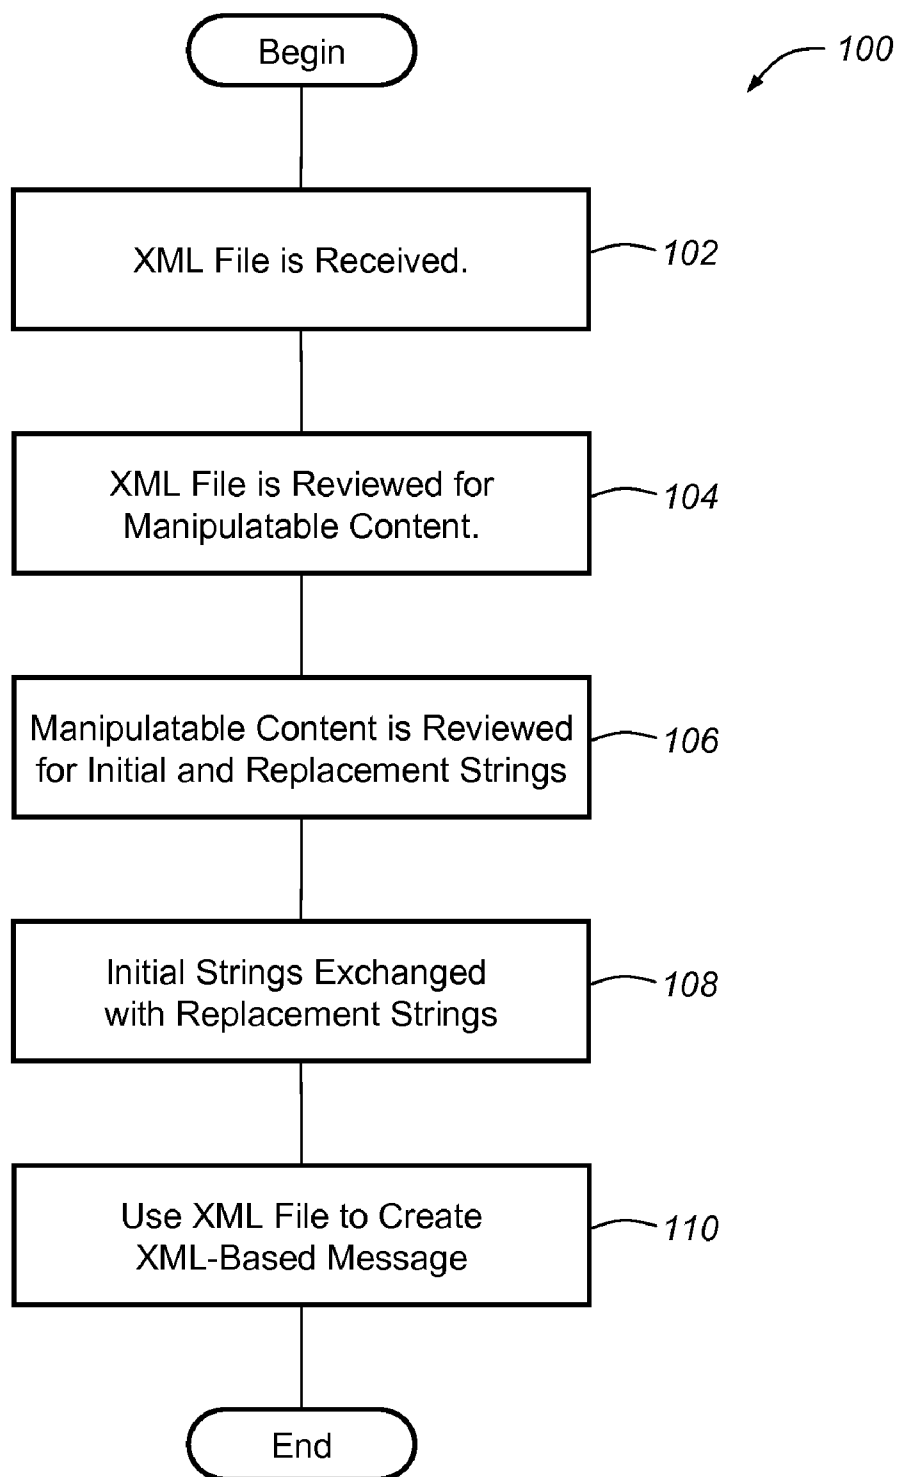 Begin
100
XML File is Received.
102
XML File is Reviewed for
Manipulatable Content.
104
Manipulatable Content is Reviewed
for Initial and Replacement Strings
106
Initial Strings Exchanged
with Replacement Strings
108
Use XML File to Create
XML-Based Message
110
End